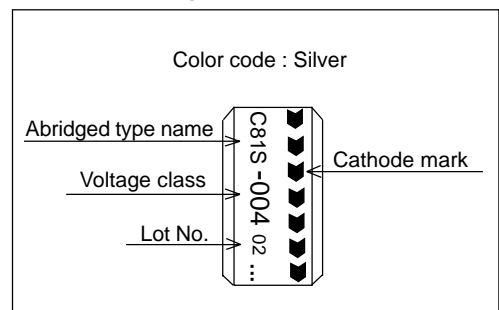 Color code : Silver
Abridged type name
C81S -004 02 ...
Cathode mark
Voltage class
Lot No.